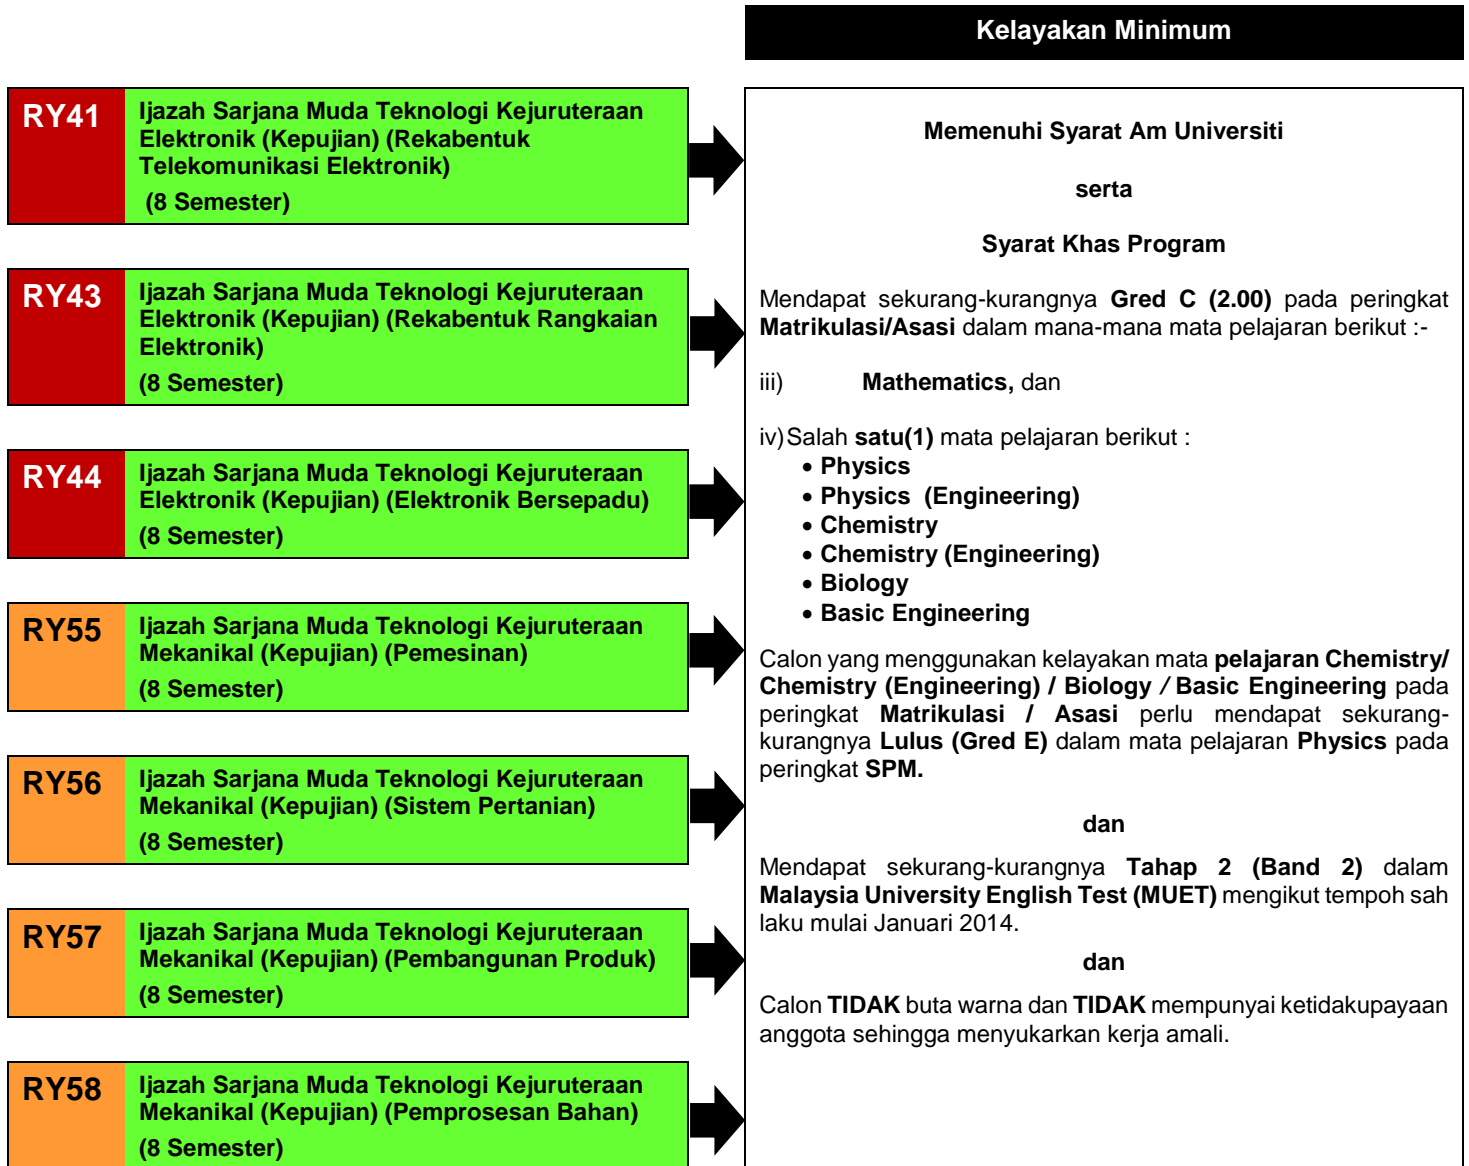 Kelayakan Minimum
RY41
Ijazah Sarjana Muda Teknologi Kejuruteraan
Elektronik (Kepujian) (Rekabentuk
Telekomunikasi Elektronik)
(8 Semester)
RY43
Ijazah Sarjana Muda Teknologi Kejuruteraan
Elektronik (Kepujian) (Rekabentuk Rangkaian
Elektronik)
(8 Semester)
RY44
Ijazah Sarjana Muda Teknologi Kejuruteraan
Elektronik (Kepujian) (Elektronik Bersepadu)
(8 Semester)
RY55
Ijazah Sarjana Muda Teknologi Kejuruteraan
Mekanikal (Kepujian) (Pemesinan)
(8 Semester)
RY56
Ijazah Sarjana Muda Teknologi Kejuruteraan
Mekanikal (Kepujian) (Sistem Pertanian)
(8 Semester)
RY57
Ijazah Sarjana Muda Teknologi Kejuruteraan
Mekanikal (Kepujian) (Pembangunan Produk)
(8 Semester)
RY58
Ijazah Sarjana Muda Teknologi Kejuruteraan
Mekanikal (Kepujian) (Pemprosesan Bahan)
(8 Semester)
Memenuhi Syarat Am Universiti
serta
Syarat Khas Program
Mendapat sekurang-kurangnya Gred C (2.00) pada peringkat
Matrikulasi/Asasi dalam mana-mana mata pelajaran berikut :-
iii) Mathematics, dan
iv) Salah satu(1) mata pelajaran berikut :
• Physics
• Physics (Engineering)
• Chemistry
• Chemistry (Engineering)
• Biology
• Basic Engineering
Calon yang menggunakan kelayakan mata pelajaran Chemistry/
Chemistry (Engineering) / Biology / Basic Engineering pada
peringkat Matrikulasi / Asasi perlu mendapat sekurang-
kurangnya Lulus (Gred E) dalam mata pelajaran Physics pada
peringkat SPM.
dan
Mendapat sekurang-kurangnya Tahap 2 (Band 2) dalam
Malaysia University English Test (MUET) mengikut tempoh sah
laku mulai Januari 2014.
dan
Calon TIDAK buta warna dan TIDAK mempunyai ketidakupayaan
anggota sehingga menyukarkan kerja amali.